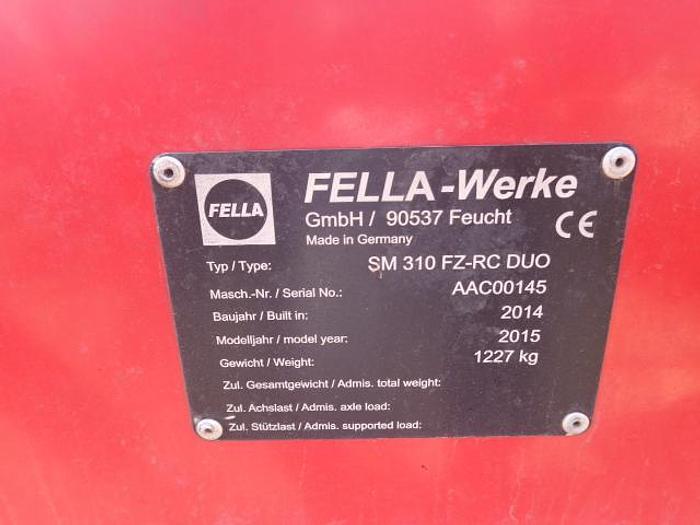 FELLA
FELLA-Werke
GmbH / 90537 Feucht
Made in Germany
CE
Typ / Type: SM 310 FZ-RC DUO
Masch.-Nr. / Serial No.: AAC00145
Baujahr / Built in: 2014
Modelljahr / model year: 2015
Gewicht / Weight: 1227 kg
Zul. Gesamtgewicht / Admis. total weight:
Zul. Achslast / Admis. axle load:
Zul. Stützlast / Admis. supported load: